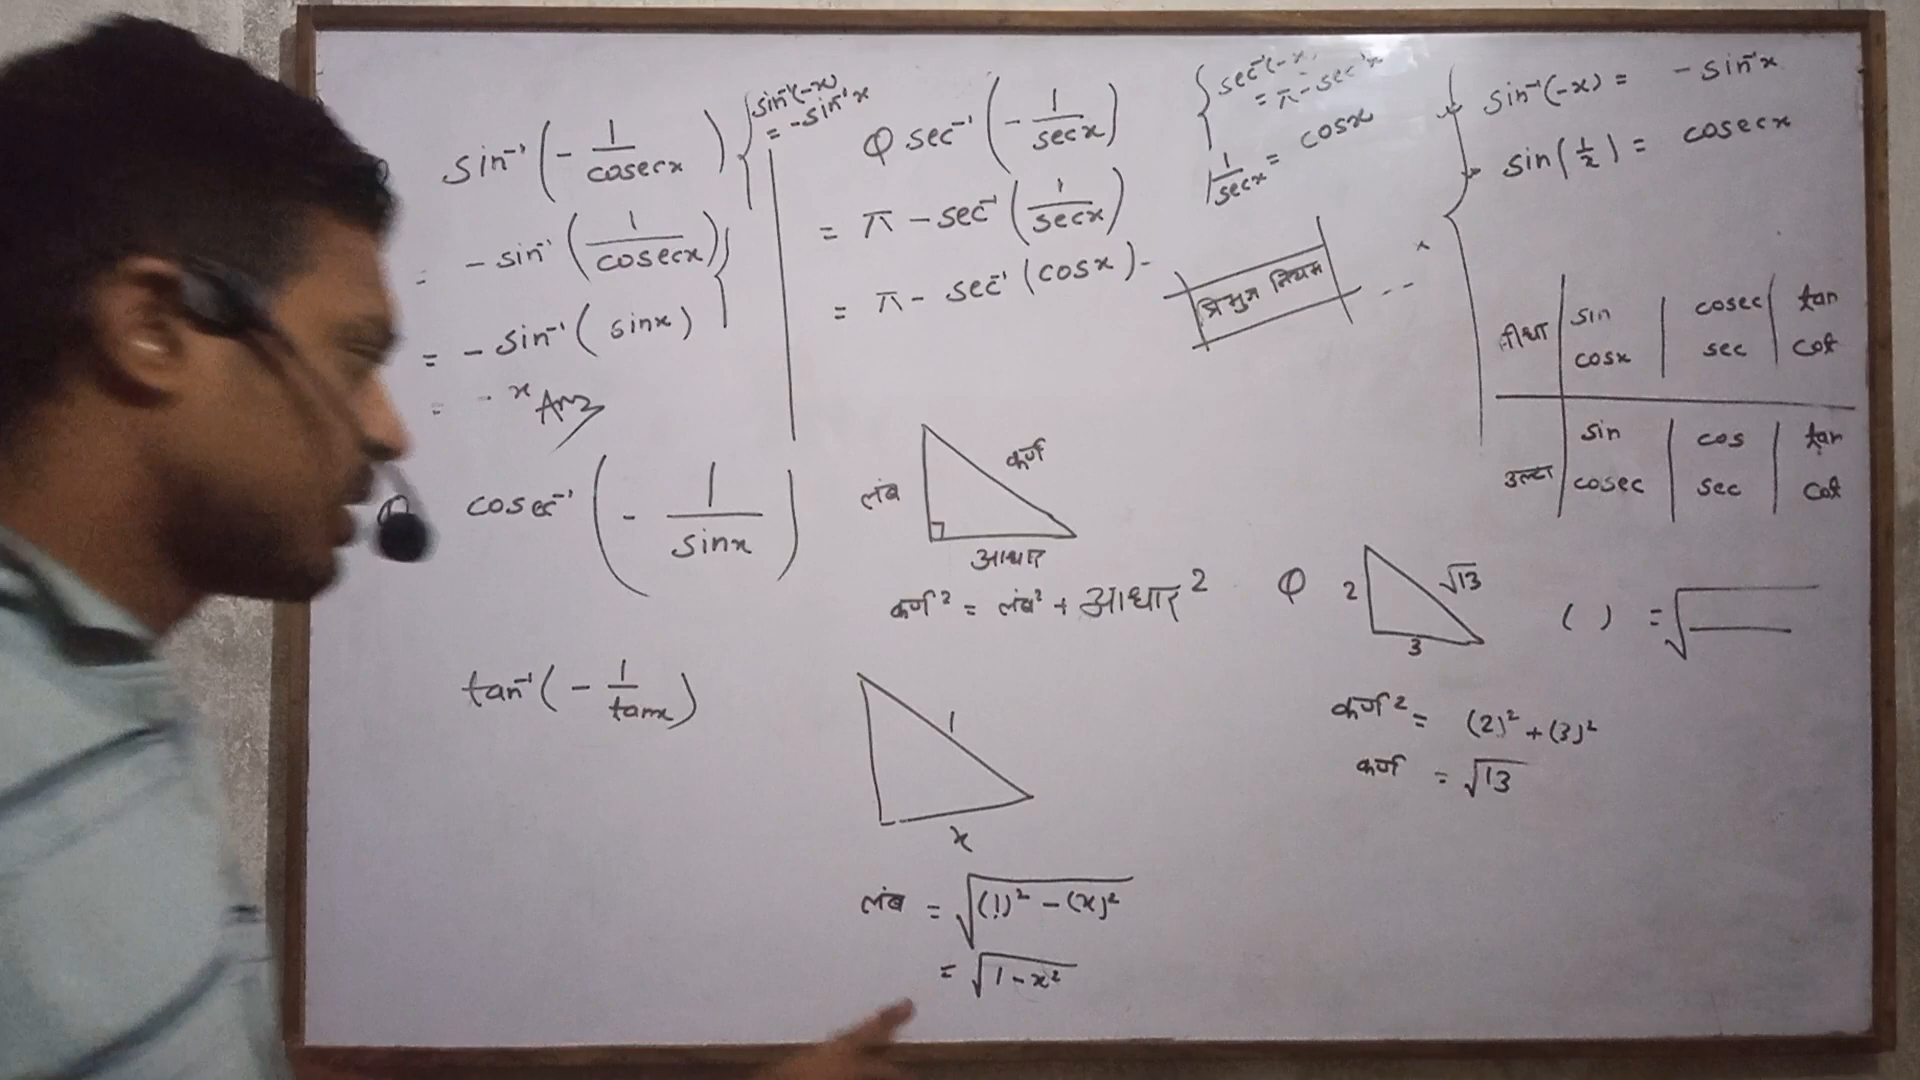 sin⁻¹(-1/cosecx) { sin⁻¹(-x) = -sin⁻¹x
= -sin⁻¹(1/cosecx)
= -sin⁻¹(sinx)
= -x Ans
Q cosec⁻¹(-1/sinx)
tan⁻¹(-1/tanx)
Q sec⁻¹(-1/secx)
= π - sec⁻¹(1/secx)
= π - sec⁻¹(cosx)
{ sec⁻¹(-x)
= π - sec⁻¹x
1/secx = cosx
त्रिभुज नियम
लंब
कर्ण
आधार
कर्ण² = लंब² + आधार²
1
x
लंब = √(1)² - (x)²
= √1-x²
sin⁻¹(-x) = -sin⁻¹x
sin(1/x) = cosecx
सीधा | sin | cosec | tan
cosx | sec | cot
उल्टा | sin | cos | tan
cosec | sec | cot
Q 2 √13
3
( ) = √
कर्ण² = (2)² + (3)²
कर्ण = √13